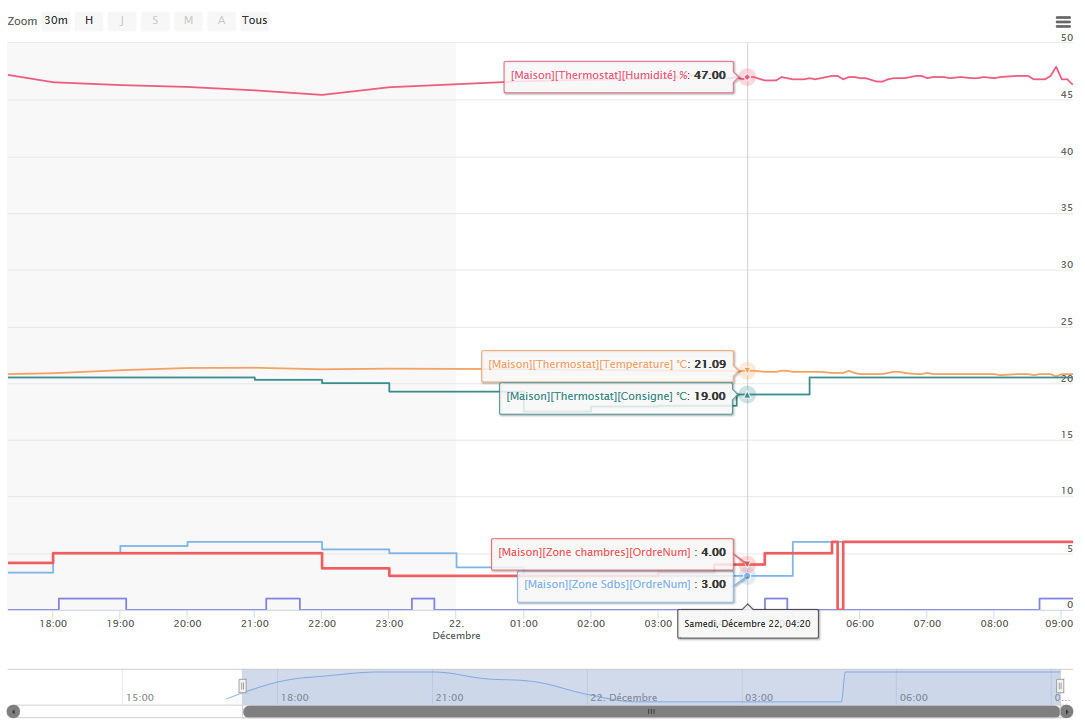 Zoom 30m H J S M A Tous
50
[Maison][Thermostat][Humidité] %: 47.00
45
40
35
30
25
[Maison][Thermostat][Temperature] °C: 21.09
20
[Maison][Thermostat][Consigne] °C: 19.00
15
10
[Maison][Zone chambres][OrdreNum] : 4.00
5
[Maison][Zone Sdbs][OrdreNum] : 3.00
0
18:00 19:00 20:00 21:00 22:00 23:00 22. Décembre 01:00 02:00 03:00 Samedi, Décembre 22, 04:20 06:00 07:00 08:00 09:00
15:00 18:00 21:00 22. Décembre 03:00 06:00 0...